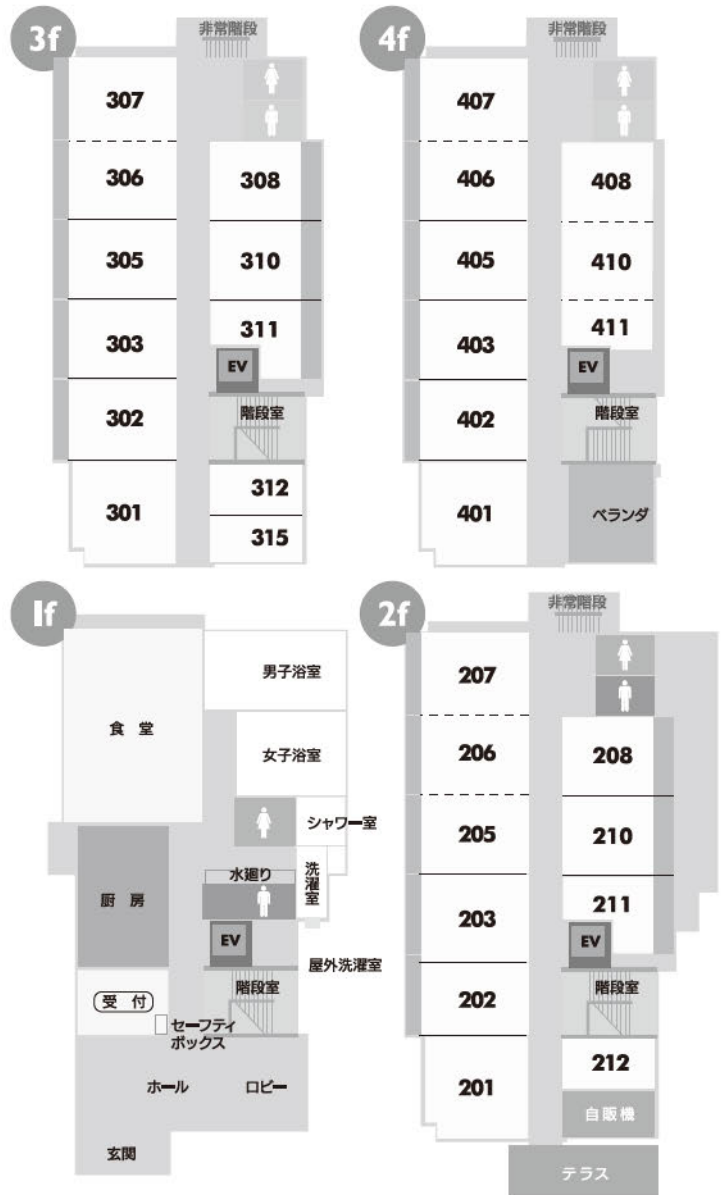 3f
非常階段
307
306
308
305
310
303
311
EV
302
階段室
301
312
315
4f
非常階段
407
406
408
405
410
403
411
EV
402
階段室
401
ベランダ
1f
男子浴室
食 堂
女子浴室
シャワー室
水廻り
洗濯室
厨 房
EV
屋外洗濯室
受 付
階段室
セーフティ
ボックス
ホール
ロビー
玄関
2f
非常階段
207
206
208
205
210
203
211
EV
202
階段室
212
201
自販機
テラス